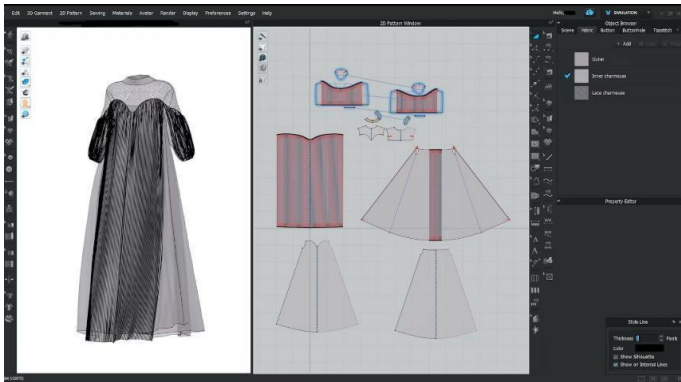 Edit 3D Garment 2D Pattern Sewing Materials Avatar Render Display Preferences Settings Help
Hello,
SIMULATION
2D Pattern Window
Object Browser
Scene Fabric Button Buttonhole Topstitch
+ Add
Outer
Inner charmeuse
Lace charmeuse
Property Editor
Style Line
Thickness
Color
Show Silhouette
Show or Internal Lines